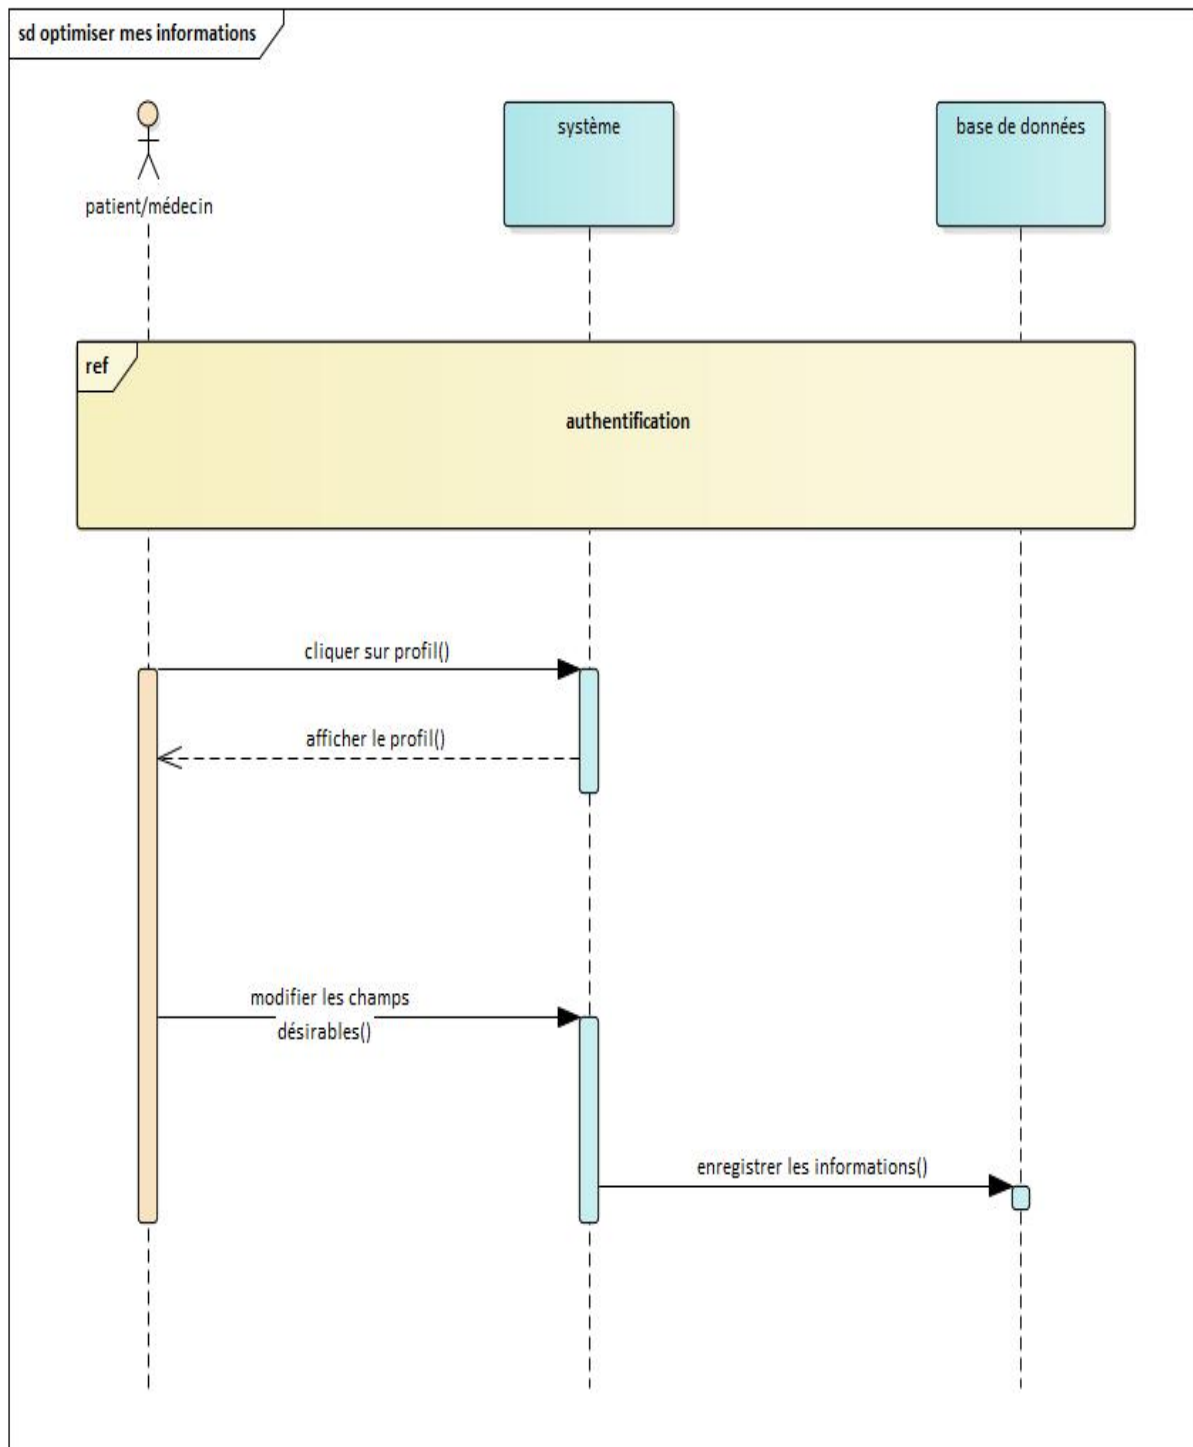 sd optimiser mes informations
patient/médecin
système
base de données
ref
authentification
cliquer sur profil()
afficher le profil()
modifier les champs
désirables()
enregistrer les informations()